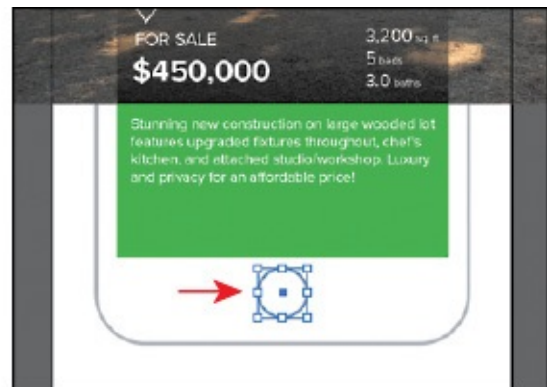 FOR SALE
$450,000
3,200 sq ft
5 beds
3.0 baths
Stunning new construction on large wooded lot
features upgraded fixtures throughout, chef's
kitchen, and attached studio/workshop. Luxury
and privacy for an affordable price!